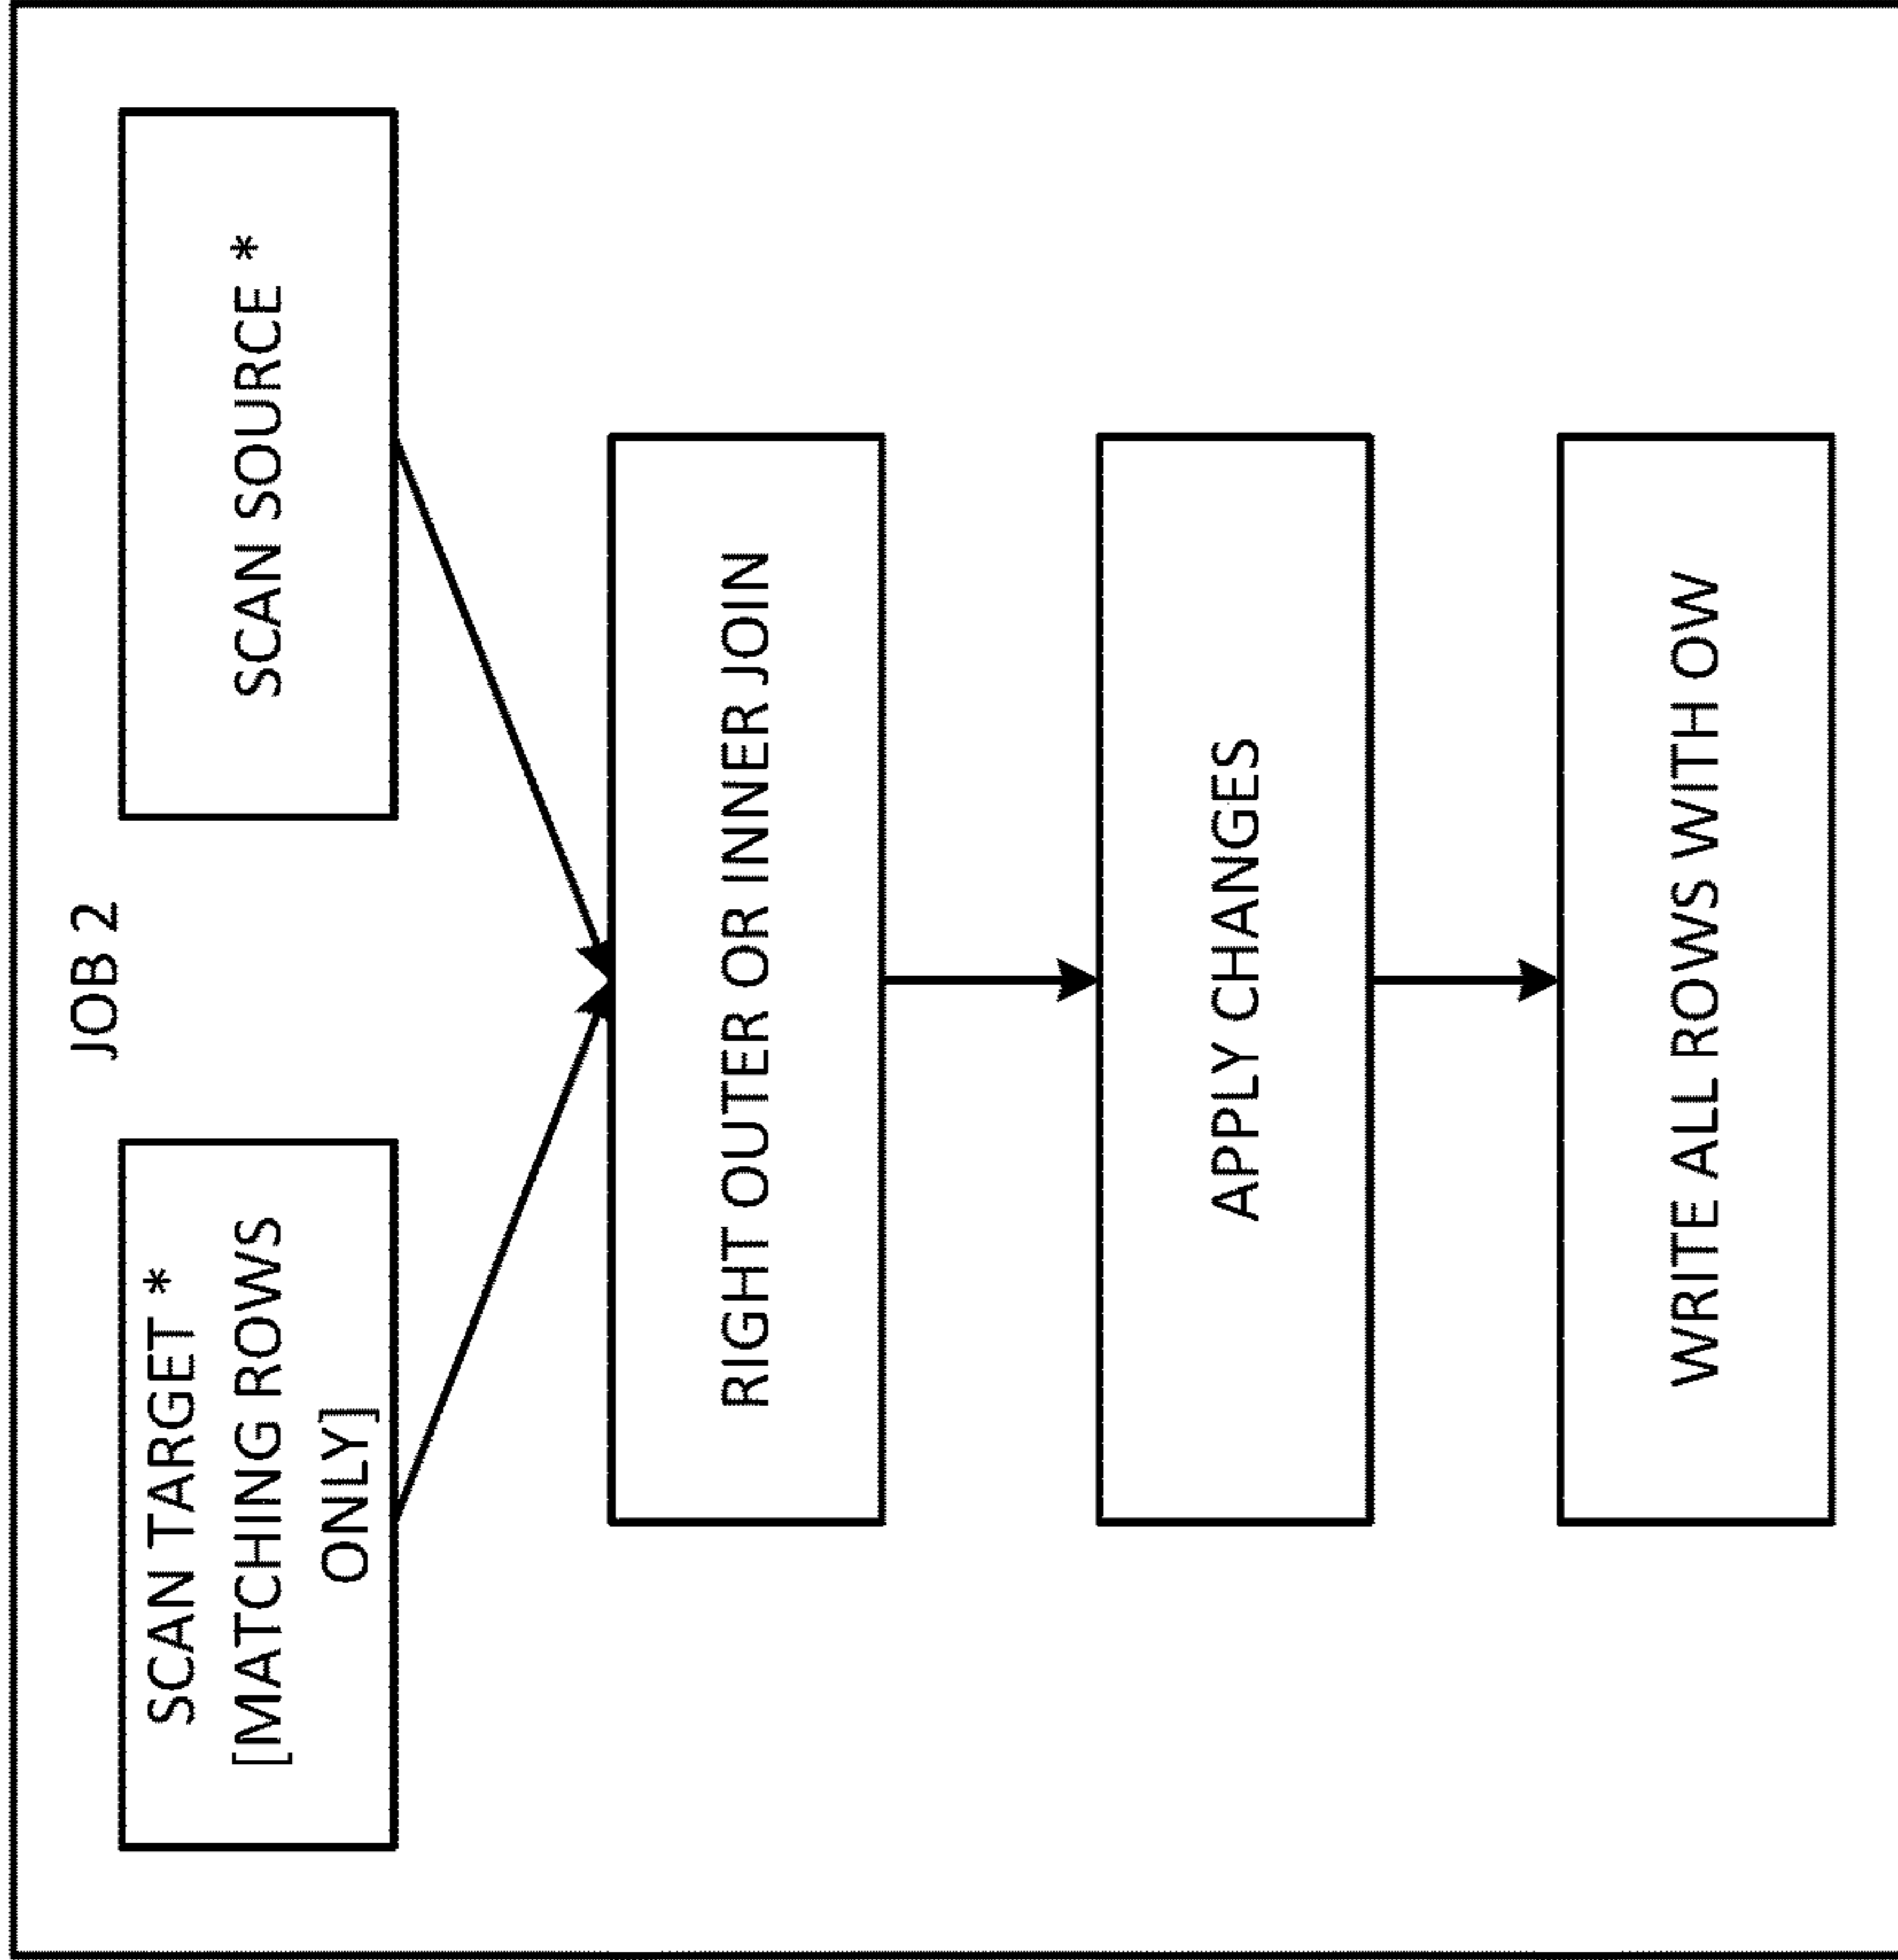 JOB 2
SCAN TARGET *
[MATCHING ROWS
ONLY]
SCAN SOURCE *
RIGHT OUTER OR INNER JOIN
APPLY CHANGES
WRITE ALL ROWS WITH OW